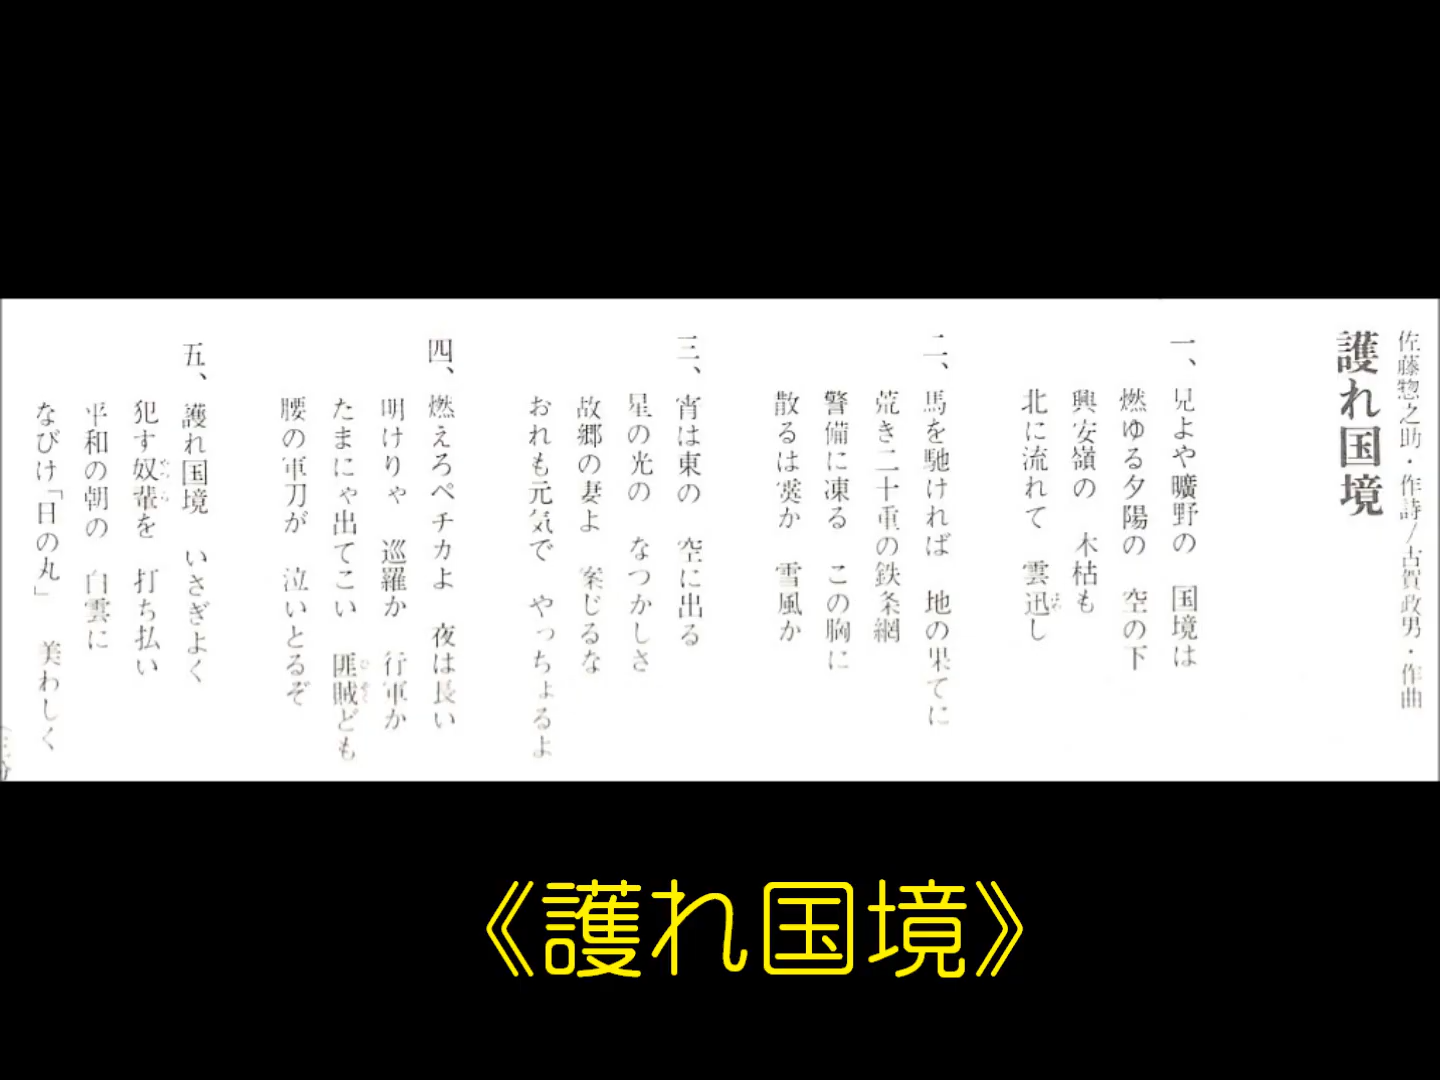 佐藤惣之助・作詩/古賀政男・作曲
護れ国境
一、兄よや曠野の 国境は
燃ゆる夕陽の 空の下
興安嶺の 木枯も
北に流れて 雲迅し
二、馬を馳ければ 地の果てに
荒き二十重の鉄条網
警備に凍る この胸に
散るは霙か 雪風か
三、宵は東の 空に出る
星の光の なつかしさ
故郷の妻よ 案じるな
おれも元気で やっちょるよ
四、燃えろペチカよ 夜は長い
明けりゃ 巡羅か 行軍か
たまにゃ出てこい 匪賊ども
腰の軍刀が 泣いとるぞ
五、護れ国境 いさぎよく
犯す奴輩を 打ち払い
平和の朝の 白雲に
なびけ「日の丸」 美わしく
《護れ国境》